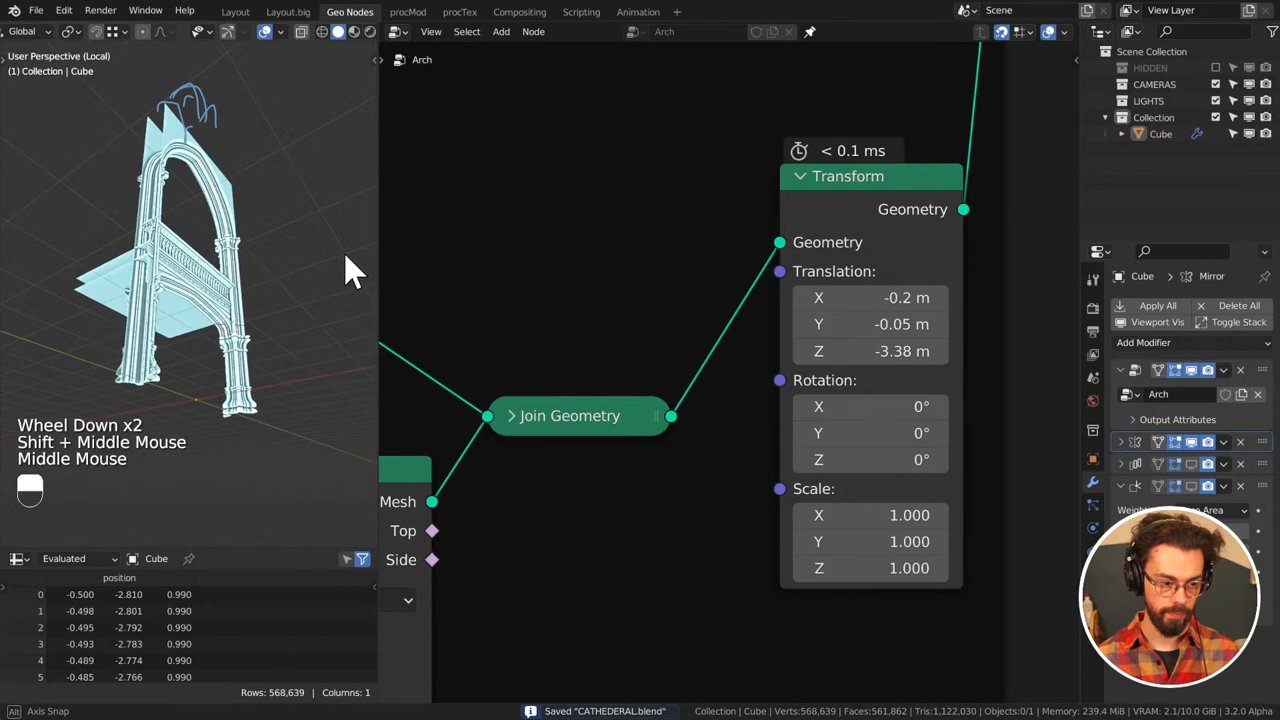 File Edit Render Window Help Layout Layout.big Geo Nodes procMod procTex Compositing Scripting Animation + Scene View Layer
Global View Select Add Node Arch
User Perspective (Local)
(1) Collection | Cube
Arch
Scene Collection
HIDDEN
CAMERAS
LIGHTS
Collection
Cube
< 0.1 ms
Transform
Geometry
Geometry
Translation:
X -0.2 m
Y -0.05 m
Z -3.38 m
Rotation:
X 0°
Y 0°
Z 0°
Scale:
X 1.000
Y 1.000
Z 1.000
Join Geometry
Mesh
Top
Side
Wheel Down x2
Shift + Middle Mouse
Middle Mouse
Cube Mirror
Apply All Delete All
Viewport Vis Toggle Stack
Add Modifier
Arch
Output Attributes
Evaluated Cube
position
0 -0.500 -2.810 0.990
1 -0.498 -2.801 0.990
2 -0.495 -2.792 0.990
3 -0.493 -2.783 0.990
4 -0.489 -2.774 0.990
5 -0.485 -2.766 0.990
Rows: 568,639 | Columns: 1
Alt Axis Snap
Saved "CATHEDERAL.blend"
Collection | Cube | Verts:568,639 | Faces:561,862 | Tris:1,122,030 | Objects:0/1 | Memory: 239.4 MiB | VRAM: 2.1/10.0 GiB | 3.2.0 Alpha